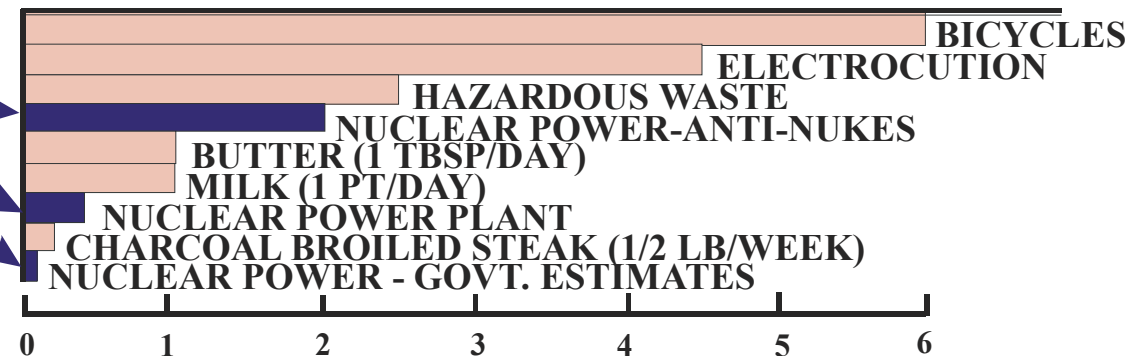 BICYCLES
ELECTROCUTION
HAZARDOUS WASTE
NUCLEAR POWER-ANTI-NUKES
BUTTER (1 TBSP/DAY)
MILK (1 PT/DAY)
NUCLEAR POWER PLANT
CHARCOAL BROILED STEAK (1/2 LB/WEEK)
NUCLEAR POWER - GOVT. ESTIMATES
0 1 2 3 4 5 6